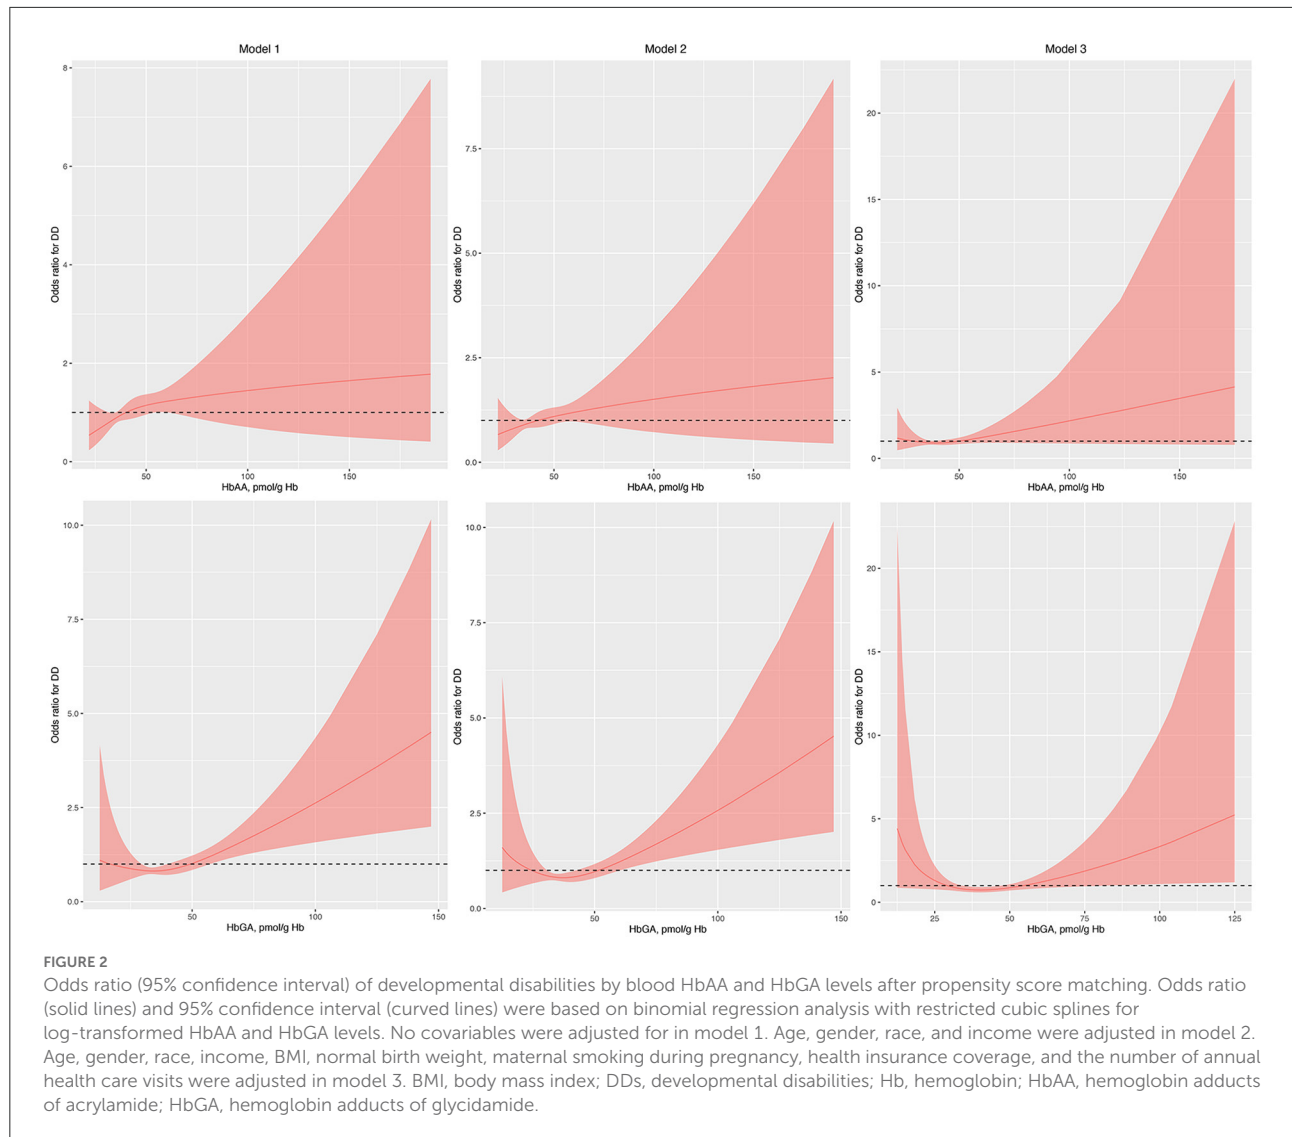 Model 1
Model 2
Model 3
8
6
4
2
0
Odds ratio for DD
50
100
150
HbAA, pmol/g Hb
7.5
5.0
2.5
0.0
Odds ratio for DD
50
100
150
HbAA, pmol/g Hb
20
15
10
5
0
Odds ratio for DD
50
100
150
HbAA, pmol/g Hb
10.0
7.5
5.0
2.5
0.0
Odds ratio for DD
50
100
150
HbGA, pmol/g Hb
10.0
7.5
5.0
2.5
0.0
Odds ratio for DD
50
100
150
HbGA, pmol/g Hb
20
15
10
5
0
Odds ratio for DD
25
50
75
100
125
HbGA, pmol/g Hb
FIGURE 2
Odds ratio (95% confidence interval) of developmental disabilities by blood HbAA and HbGA levels after propensity score matching. Odds ratio
(solid lines) and 95% confidence interval (curved lines) were based on binomial regression analysis with restricted cubic splines for
log-transformed HbAA and HbGA levels. No covariables were adjusted for in model 1. Age, gender, race, and income were adjusted in model 2.
Age, gender, race, income, BMI, normal birth weight, maternal smoking during pregnancy, health insurance coverage, and the number of annual
health care visits were adjusted in model 3. BMI, body mass index; DDs, developmental disabilities; Hb, hemoglobin; HbAA, hemoglobin adducts
of acrylamide; HbGA, hemoglobin adducts of glycidamide.